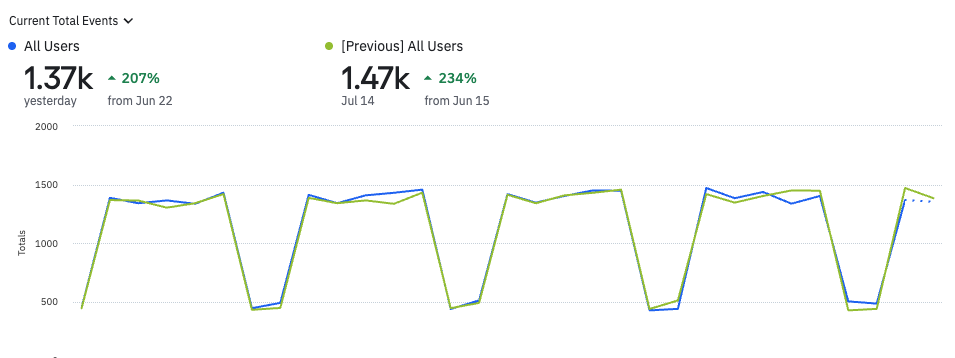 Current Total Events
All Users
[Previous] All Users
1.37k 207%
1.47k 234%
yesterday from Jun 22
Jul 14 from Jun 15
2000
1500
1000
500
Totals